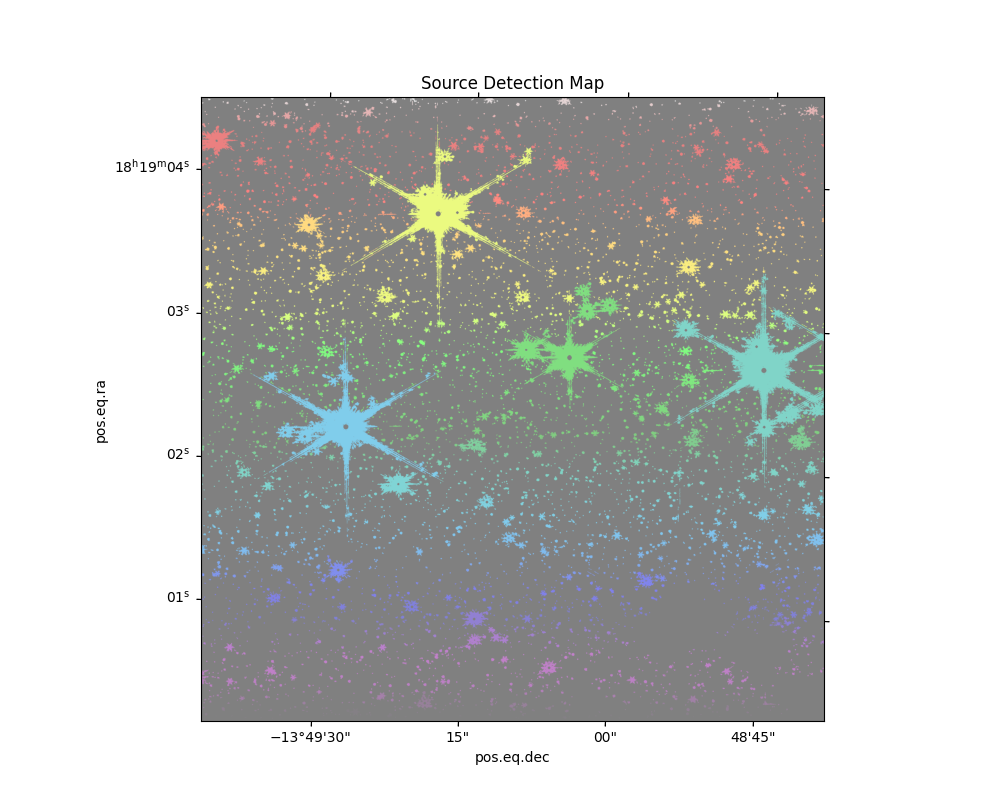 Source Detection Map
18ʰ19ᵐ04ˢ
03ˢ
02ˢ
01ˢ
pos.eq.ra
−13°49'30" 15" 00" 48'45"
pos.eq.dec